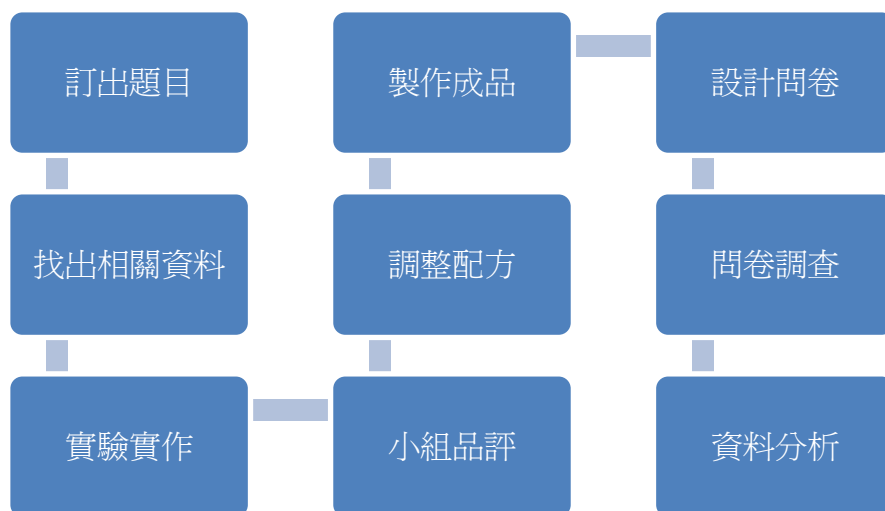 訂出題目
找出相關資料
實驗實作
小組品評
調整配方
製作成品
設計問卷
問卷調查
資料分析